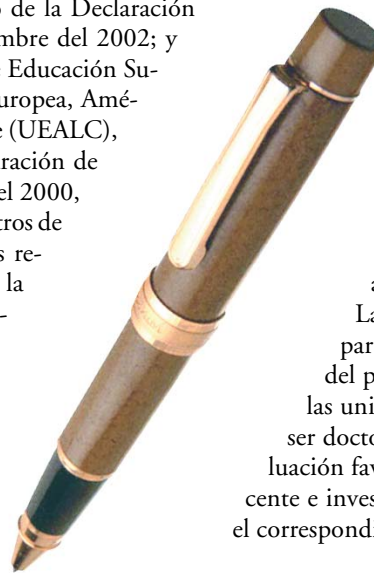 de la Declaración
mbre del 2002; y
e Educación Su-
uropea, Amé-
e (UEALC),
ración de
el 2000,
tros de
s re-
la
-
a
La
par
del p
las uni
ser docto
luación fav
cente e inves
el correspondi